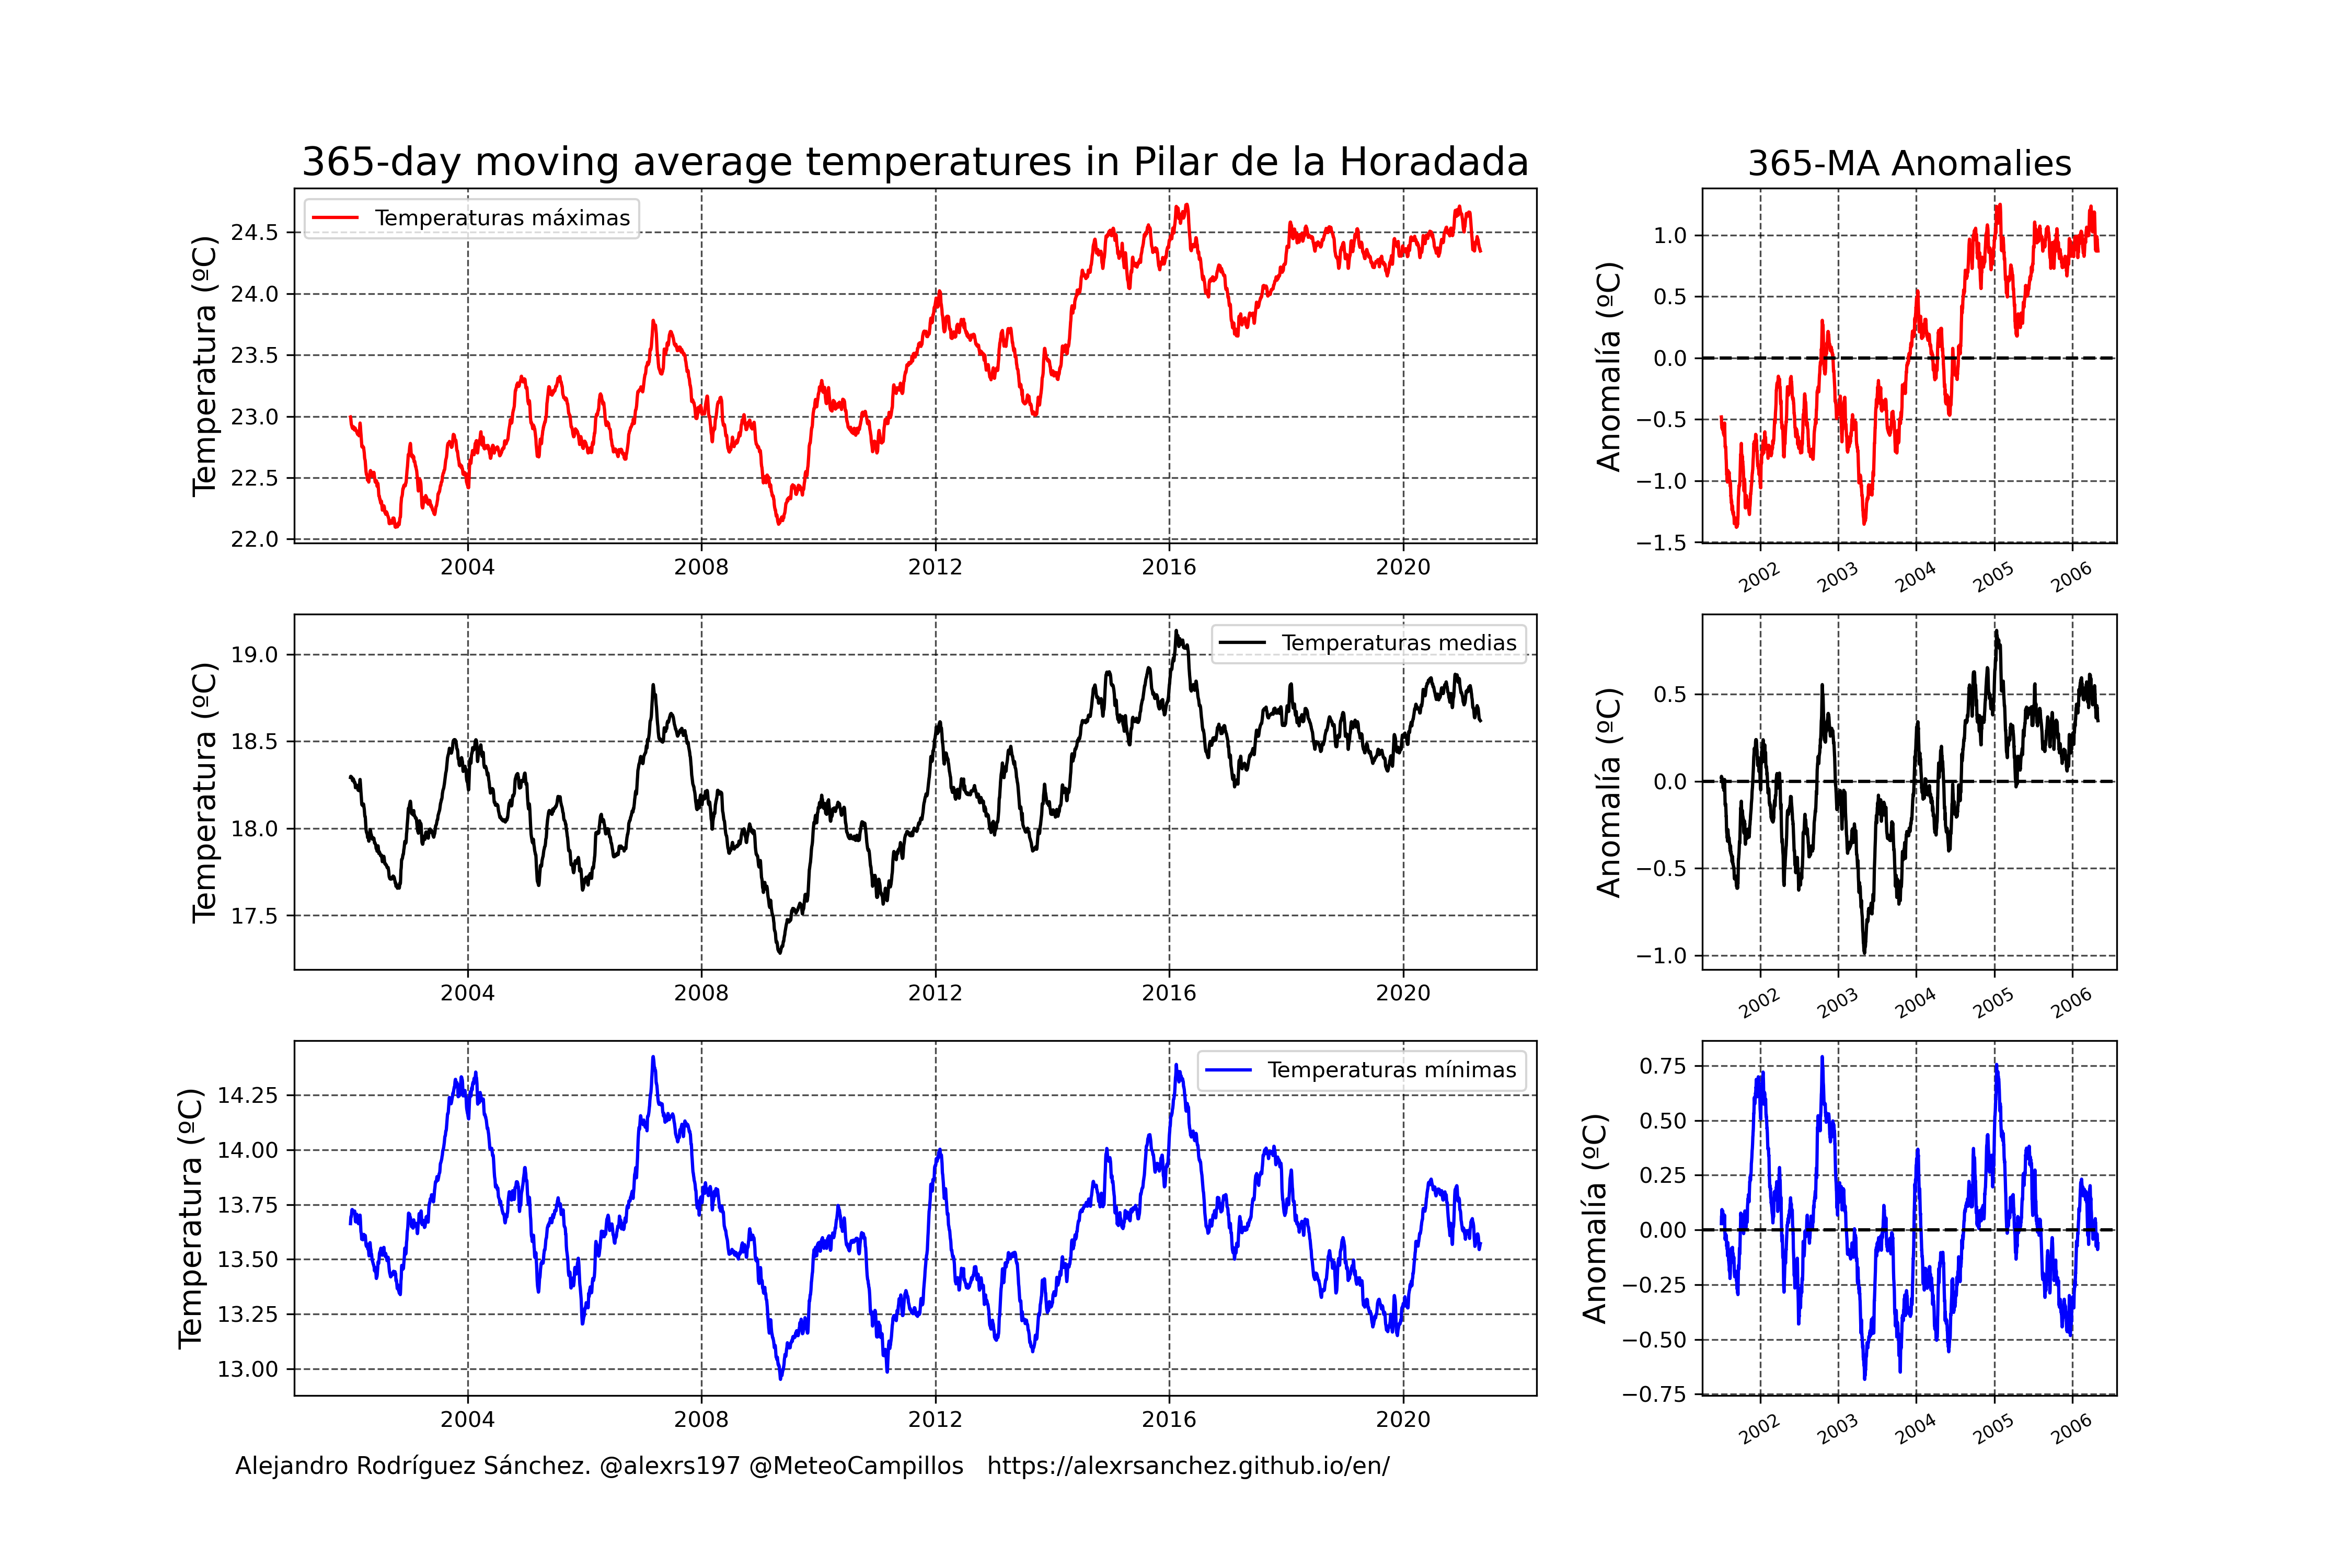 365-day moving average temperatures in Pilar de la Horadada
365-MA Anomalies
Temperatura (ºC)
24.5
24.0
23.5
23.0
22.5
22.0
Temperaturas máximas
2004 2008 2012 2016 2020
Anomalía (ºC)
1.0
0.5
0.0
−0.5
−1.0
−1.5
2002 2003 2004 2005 2006
Temperatura (ºC)
19.0
18.5
18.0
17.5
Temperaturas medias
2004 2008 2012 2016 2020
Anomalía (ºC)
0.5
0.0
−0.5
−1.0
2002 2003 2004 2005 2006
Temperatura (ºC)
14.25
14.00
13.75
13.50
13.25
13.00
Temperaturas mínimas
2004 2008 2012 2016 2020
Anomalía (ºC)
0.75
0.50
0.25
0.00
−0.25
−0.50
−0.75
2002 2003 2004 2005 2006
Alejandro Rodríguez Sánchez. @alexrs197 @MeteoCampillos https://alexrsanchez.github.io/en/